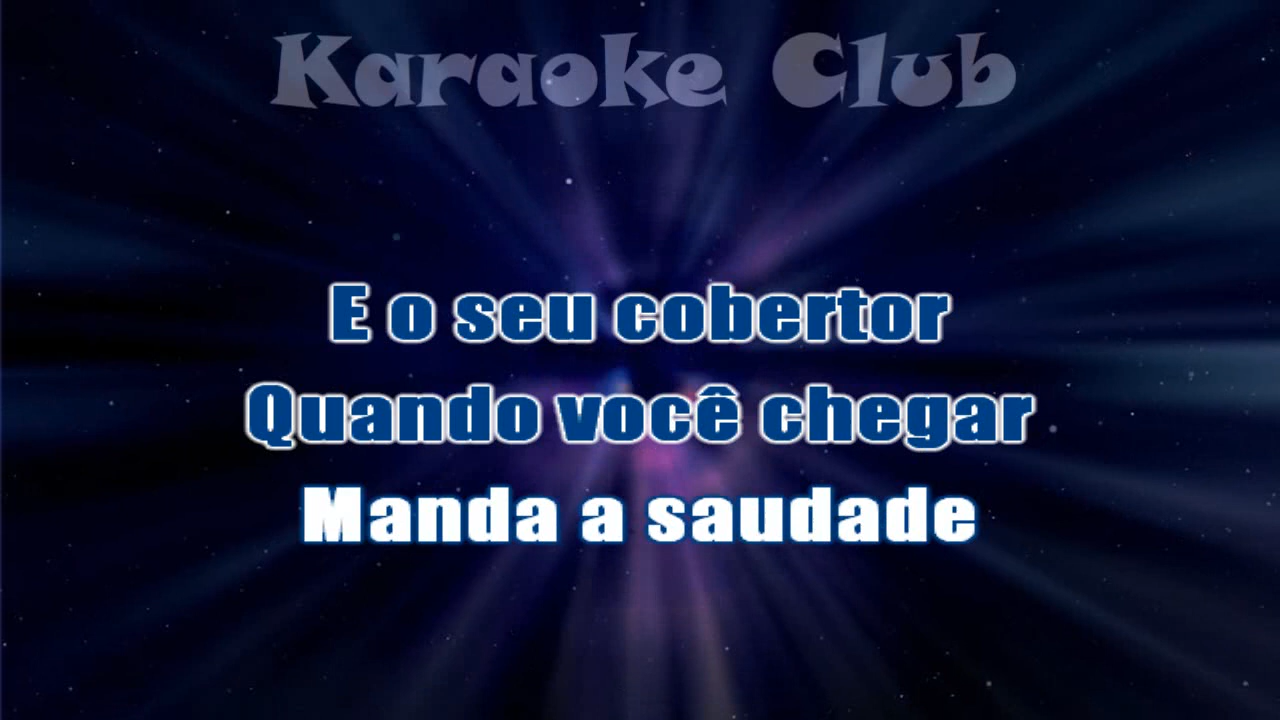 Karaoke Club
E o seu cobertor
Quando você chegar
Manda a saudade